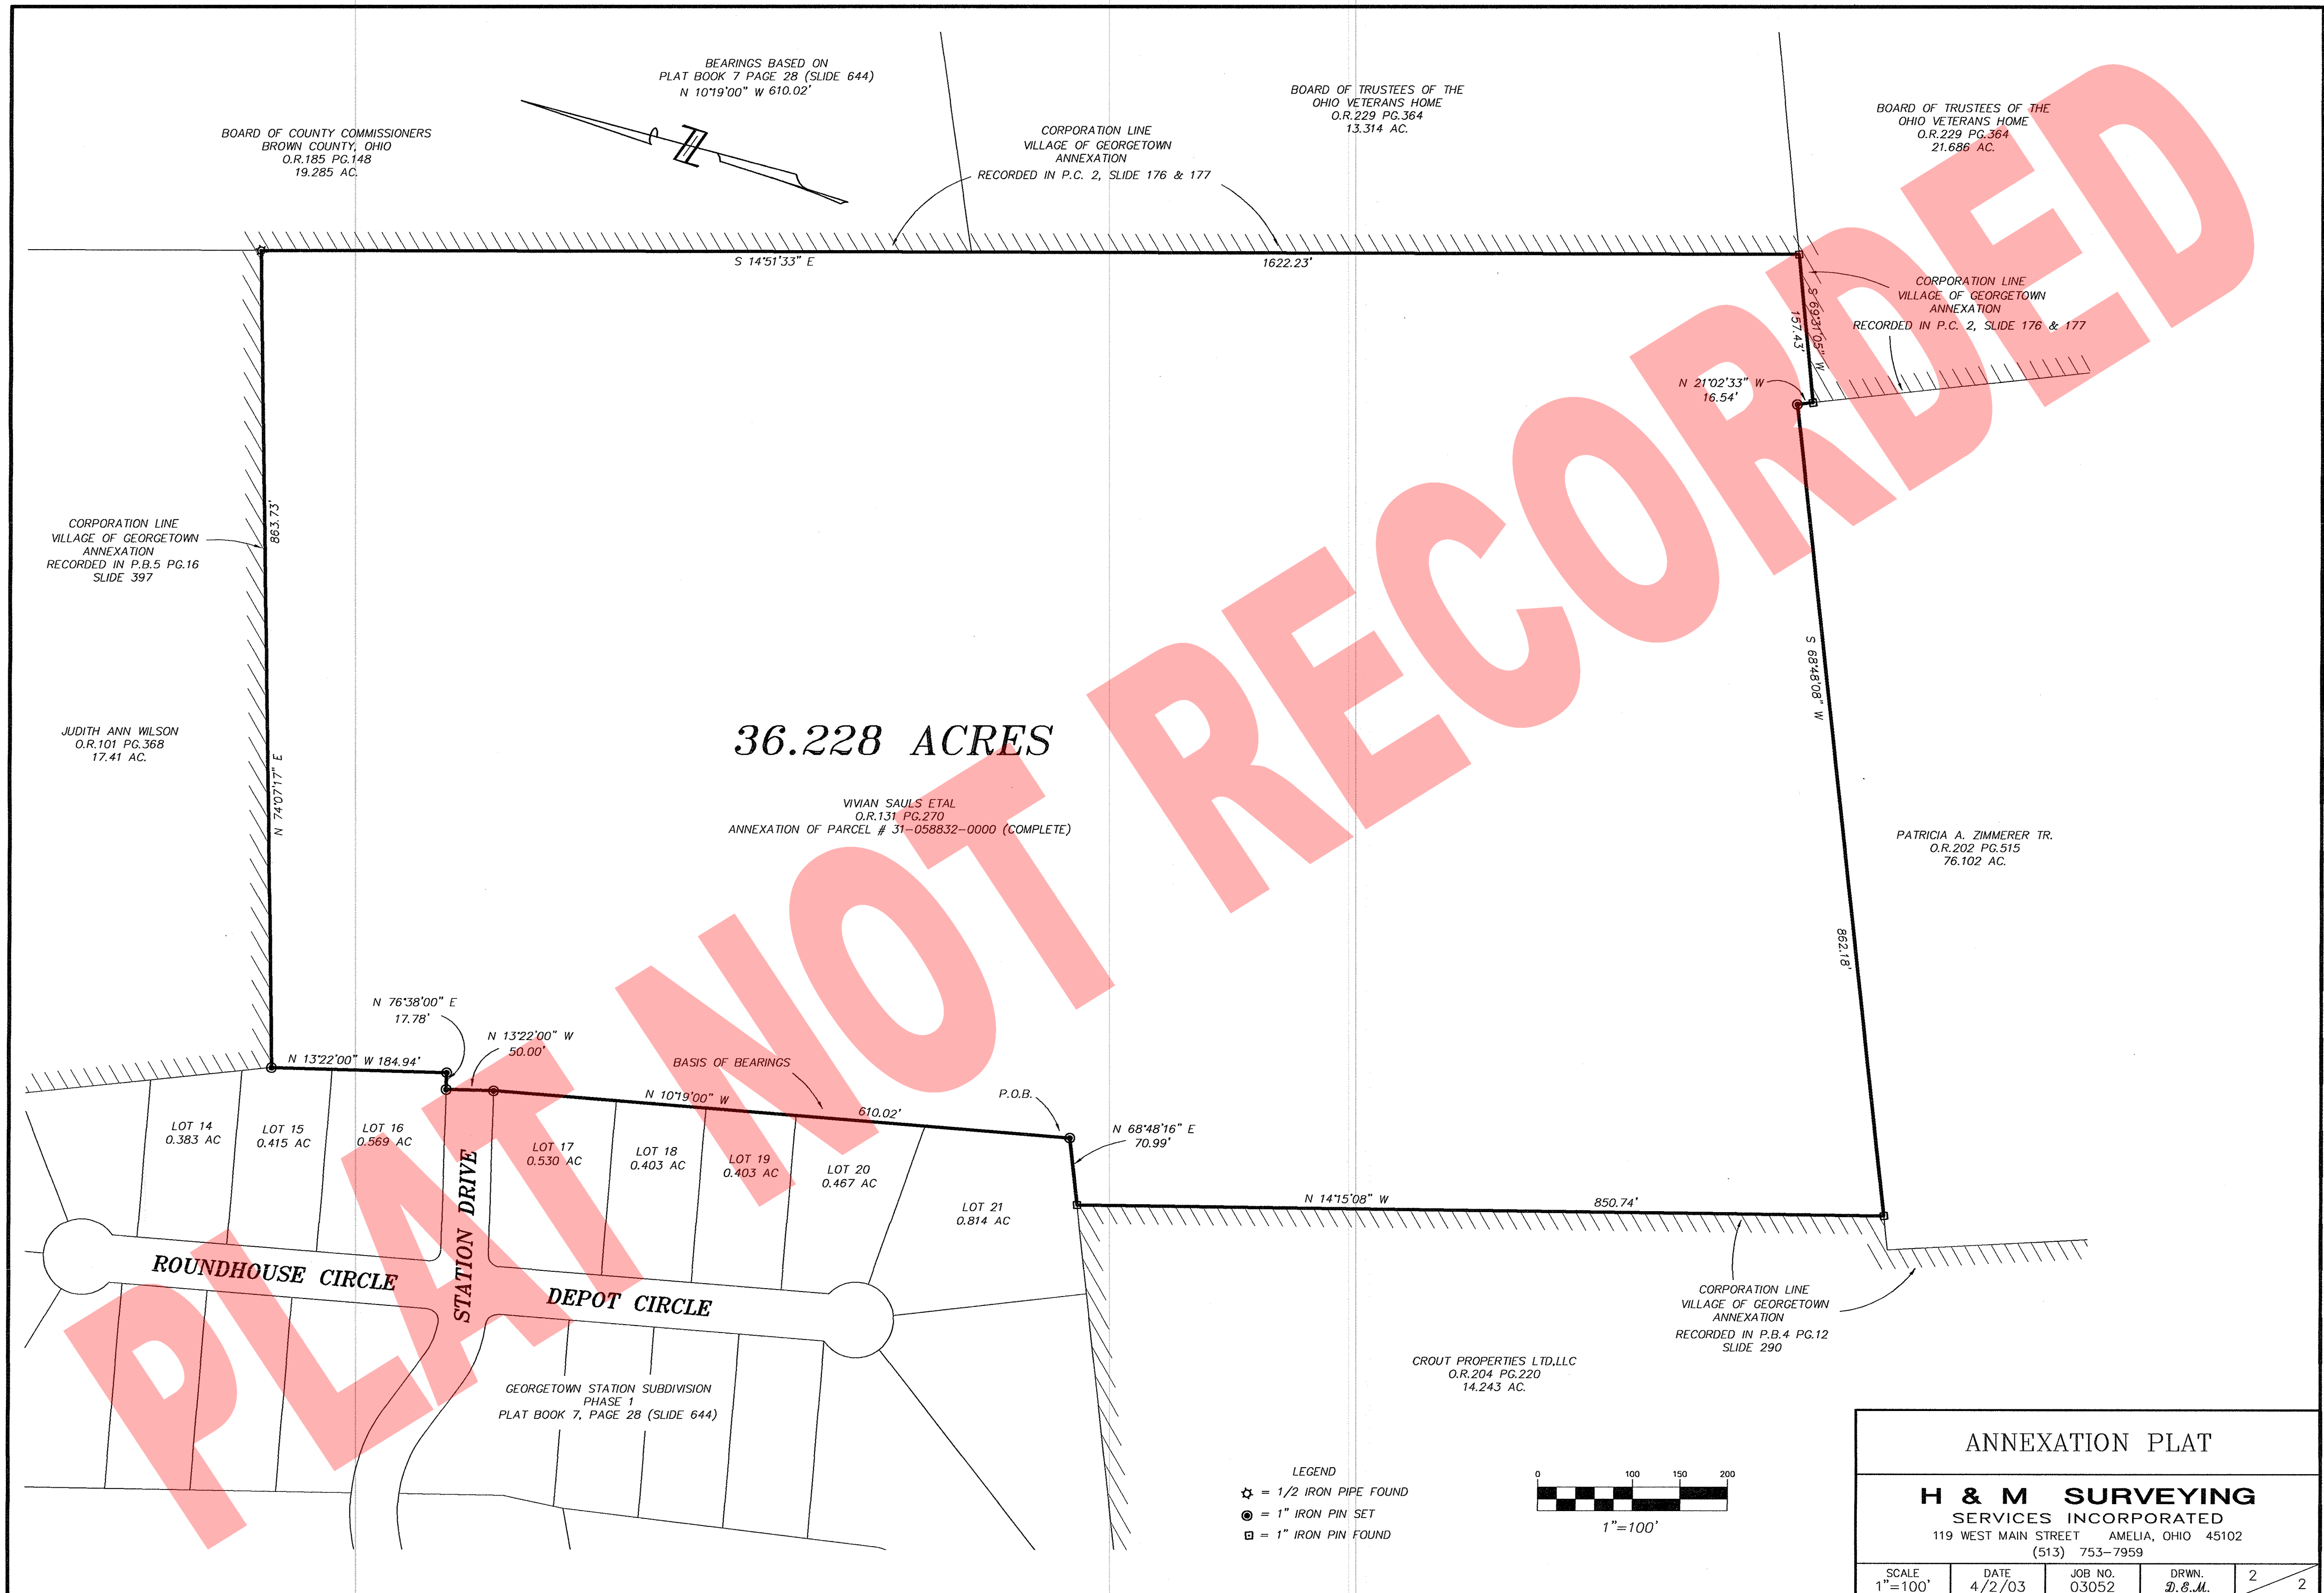 BEARINGS BASED ON
PLAT BOOK 7 PAGE 28 (SLIDE 644)
N 10°19'00" W 610.02'
BOARD OF COUNTY COMMISSIONERS
BROWN COUNTY, OHIO
O.R.185 PG.148
19.285 AC.
CORPORATION LINE
VILLAGE OF GEORGETOWN
ANNEXATION
RECORDED IN P.C. 2, SLIDE 176 & 177
BOARD OF TRUSTEES OF THE
OHIO VETERANS HOME
O.R.229 PG.364
13.314 AC.
BOARD OF TRUSTEES OF THE
OHIO VETERANS HOME
O.R.229 PG.364
21.686 AC.
S 14°51'33" E
1622.23'
CORPORATION LINE
VILLAGE OF GEORGETOWN
ANNEXATION
RECORDED IN P.C. 2, SLIDE 176 & 177
S 69°31'05" W
157.43'
N 21°02'33" W
16.54'
863.73'
N 74°07'17" E
CORPORATION LINE
VILLAGE OF GEORGETOWN
ANNEXATION
RECORDED IN P.B.5 PG.16
SLIDE 397
JUDITH ANN WILSON
O.R.101 PG.368
17.41 AC.
36.228 ACRES
VIVIAN SAULS ETAL
O.R.131 PG.270
ANNEXATION OF PARCEL # 31-058832-0000 (COMPLETE)
S 68°48'08" W
862.18'
PATRICIA A. ZIMMERER TR.
O.R.202 PG.515
76.102 AC.
N 76°38'00" E
17.78'
N 13°22'00" W
50.00'
N 13°22'00" W 184.94'
BASIS OF BEARINGS
N 10°19'00" W
610.02'
P.O.B.
N 68°48'16" E
70.99'
N 14°15'08" W
850.74'
LOT 14
0.383 AC
LOT 15
0.415 AC
LOT 16
0.569 AC
LOT 17
0.530 AC
LOT 18
0.403 AC
LOT 19
0.403 AC
LOT 20
0.467 AC
LOT 21
0.814 AC
ROUNDHOUSE CIRCLE
STATION DRIVE
DEPOT CIRCLE
GEORGETOWN STATION SUBDIVISION
PHASE 1
PLAT BOOK 7, PAGE 28 (SLIDE 644)
CORPORATION LINE
VILLAGE OF GEORGETOWN
ANNEXATION
RECORDED IN P.B.4 PG.12
SLIDE 290
CROUT PROPERTIES LTD,LLC
O.R.204 PG.220
14.243 AC.
LEGEND
= 1/2 IRON PIPE FOUND
= 1" IRON PIN SET
= 1" IRON PIN FOUND
0 100 150 200
1"=100'
ANNEXATION PLAT
H & M SURVEYING
SERVICES INCORPORATED
119 WEST MAIN STREET AMELIA, OHIO 45102
(513) 753-7959
SCALE
1"=100'
DATE
4/2/03
JOB NO.
03052
DRWN.
D.E.M.
2
2
PLAT NOT RECORDED